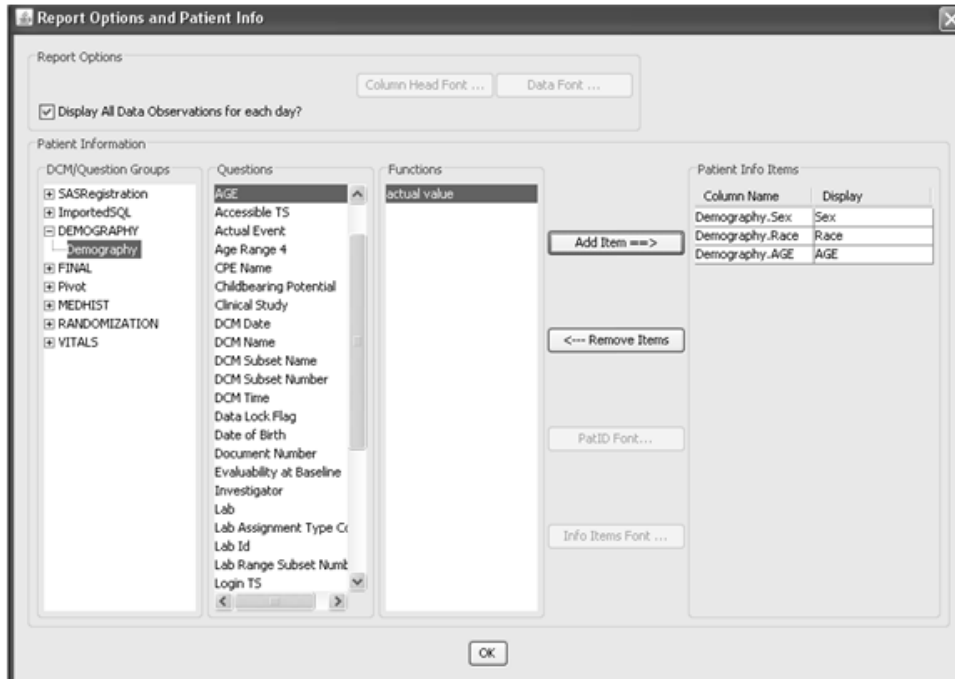 Report Options and Patient Info
Report Options
Column Head Font ... Data Font ...
Display All Data Observations for each day?
Patient Information
DCM/Question Groups
SASRegistration
ImportedSQL
DEMOGRAPHY
Demography
FINAL
Pivot
MEDHIST
RANDOMIZATION
VITALS
Questions
AGE
Accessible TS
Actual Event
Age Range 4
CPE Name
Childbearing Potential
Clinical Study
DCM Date
DCM Name
DCM Subset Name
DCM Subset Number
DCM Time
Data Lock Flag
Date of Birth
Document Number
Evaluability at Baseline
Investigator
Lab
Lab Assignment Type Co
Lab Id
Lab Range Subset Numb
Login TS
Functions
actual value
Add Item ==>
<--- Remove Items
PatID Font...
Info Items Font ...
Patient Info Items
Column Name Display
Demography.Sex Sex
Demography.Race Race
Demography.AGE AGE
OK